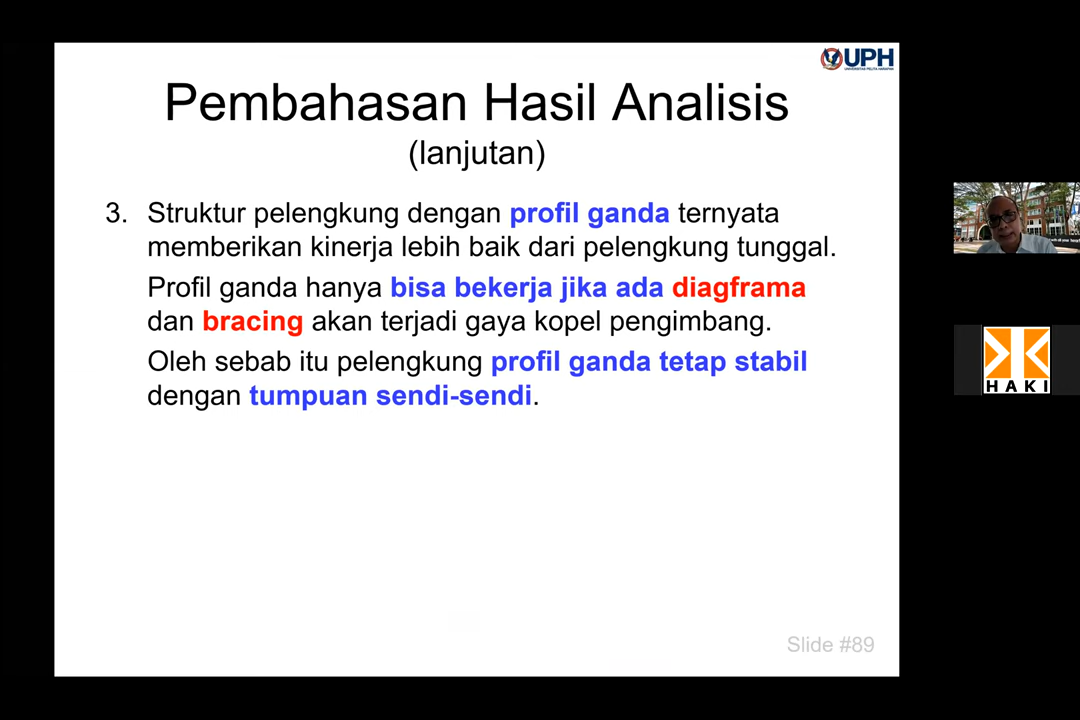 UPH
UNIVERSITAS PELITA HARAPAN
Pembahasan Hasil Analisis
(lanjutan)
3. Struktur pelengkung dengan profil ganda ternyata
memberikan kinerja lebih baik dari pelengkung tunggal.
Profil ganda hanya bisa bekerja jika ada diagframa
dan bracing akan terjadi gaya kopel pengimbang.
Oleh sebab itu pelengkung profil ganda tetap stabil
dengan tumpuan sendi-sendi.
Slide #89
HAKI